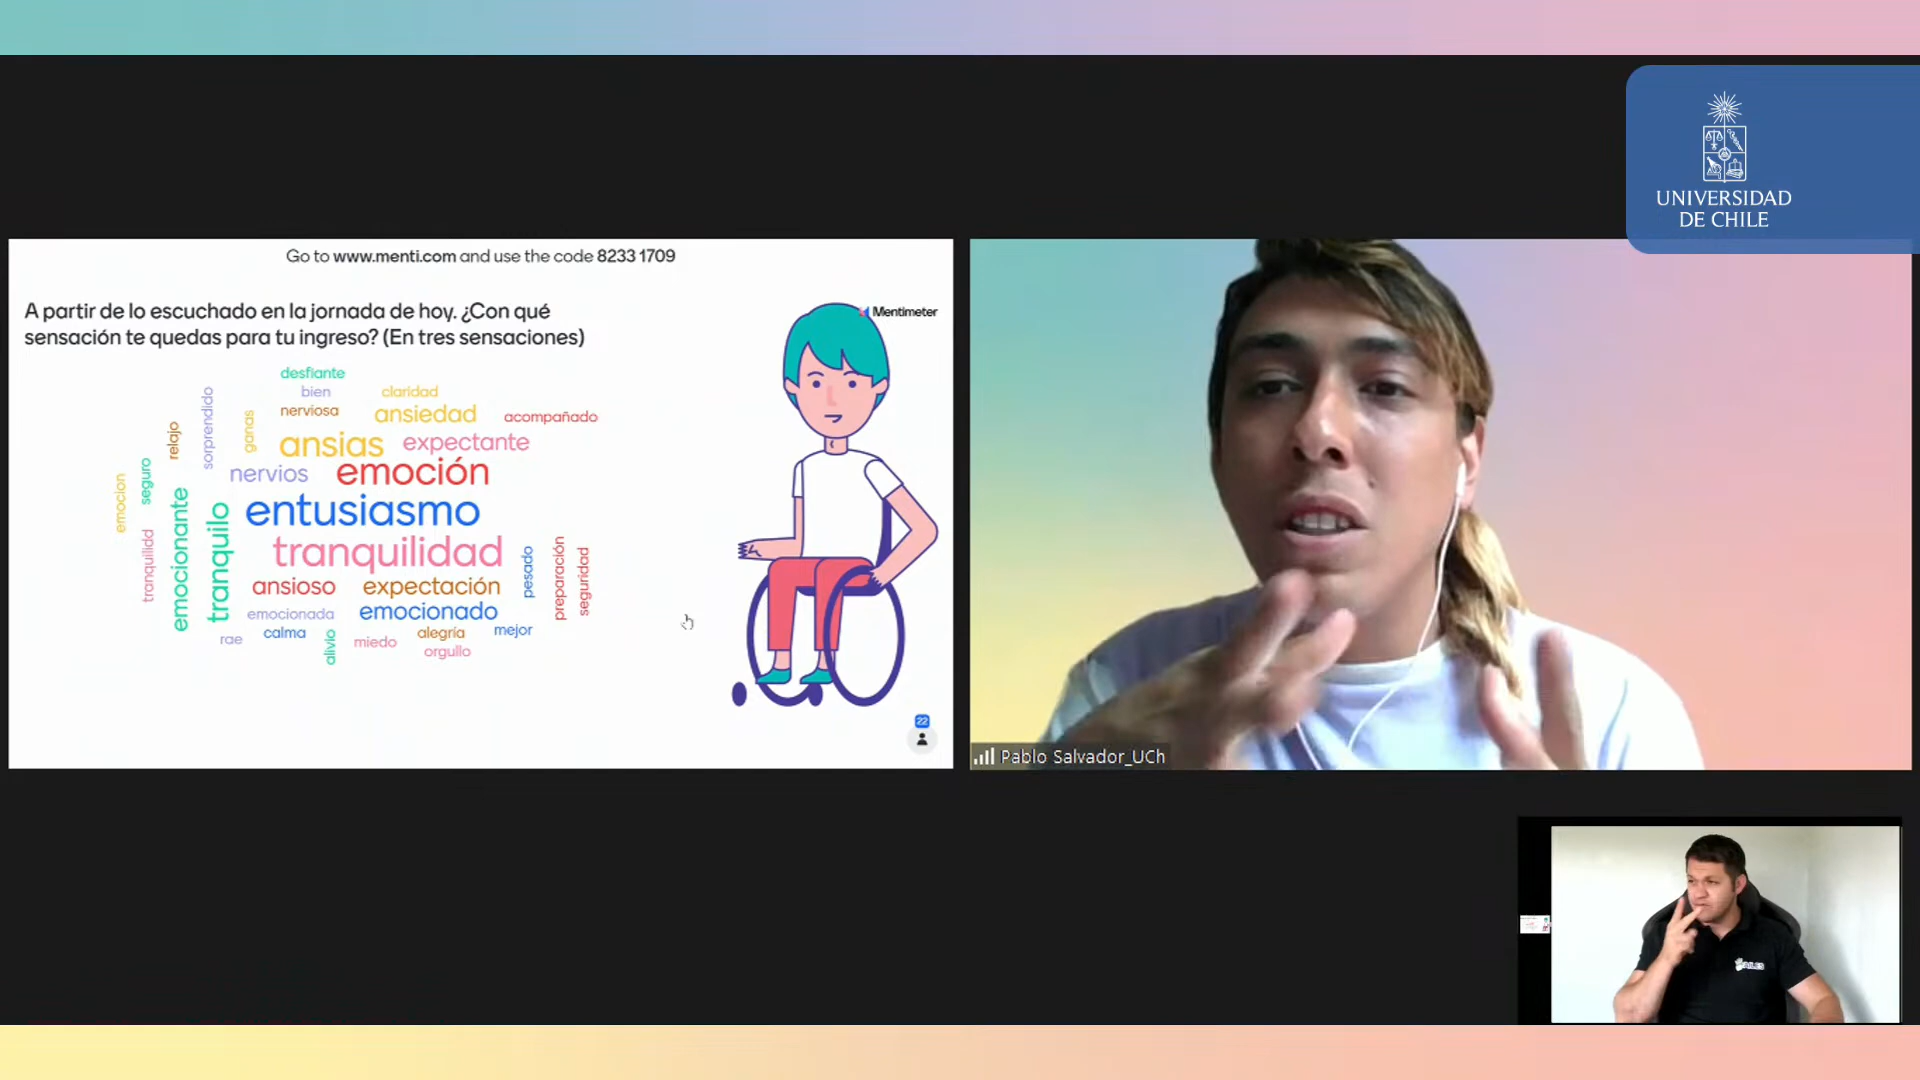 UNIVERSIDAD
DE CHILE
Go to www.menti.com and use the code 8233 1709
A partir de lo escuchado en la jornada de hoy. ¿Con qué
sensación te quedas para tu ingreso? (En tres sensaciones)
Mentimeter
desfiante
bien
claridad
nerviosa
ansiedad
acompañado
sorprendido
ganas
relajo
ansias
expectante
nervios
emoción
seguro
emocion
entusiasmo
emocionante
tranquilo
tranquilidad
tranquilidd
ansioso
expectación
pesado
preparación
seguridad
emocionada
emocionado
rae
calma
alivio
miedo
alegría
mejor
orgullo
22
Pablo Salvador_UCh